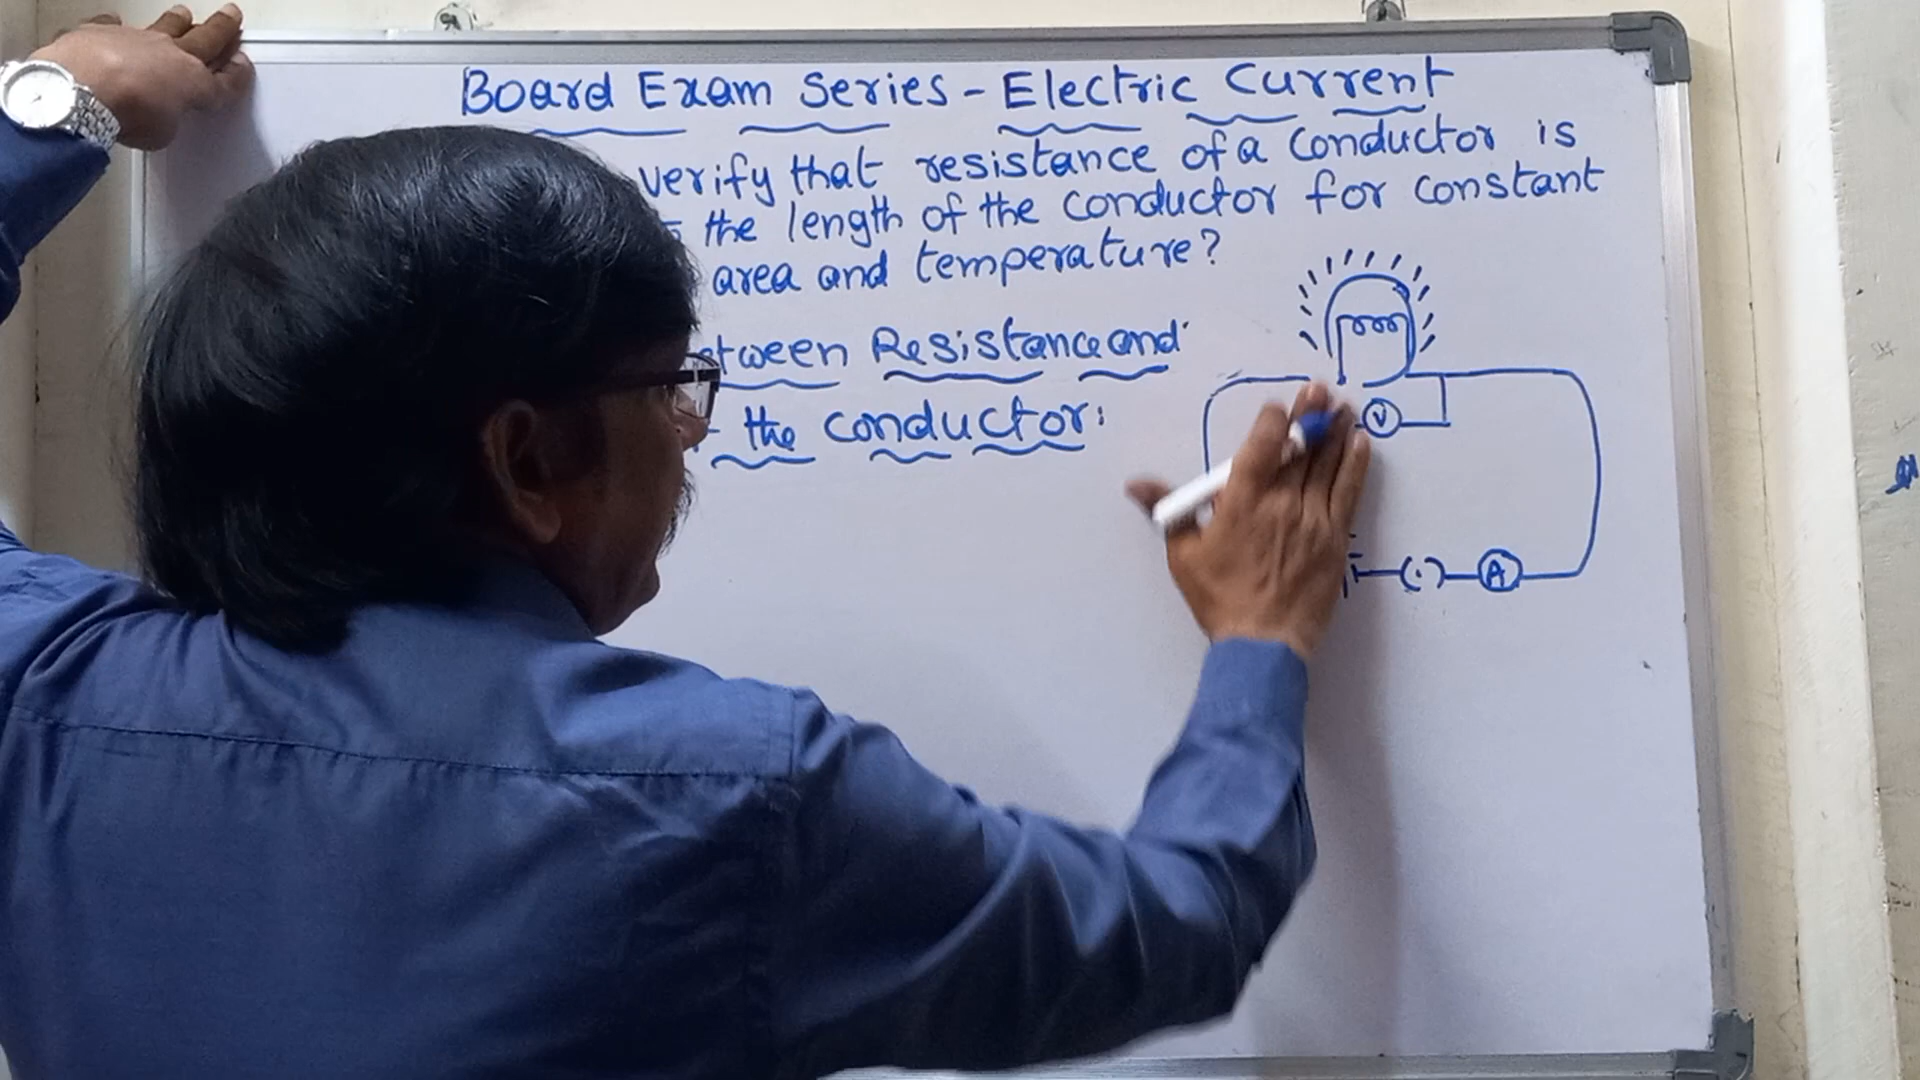 Board Exam Series - Electric Current
verify that resistance of a conductor is
the length of the conductor for constant
area and temperature?
Resistance and
the conductor:
V
A